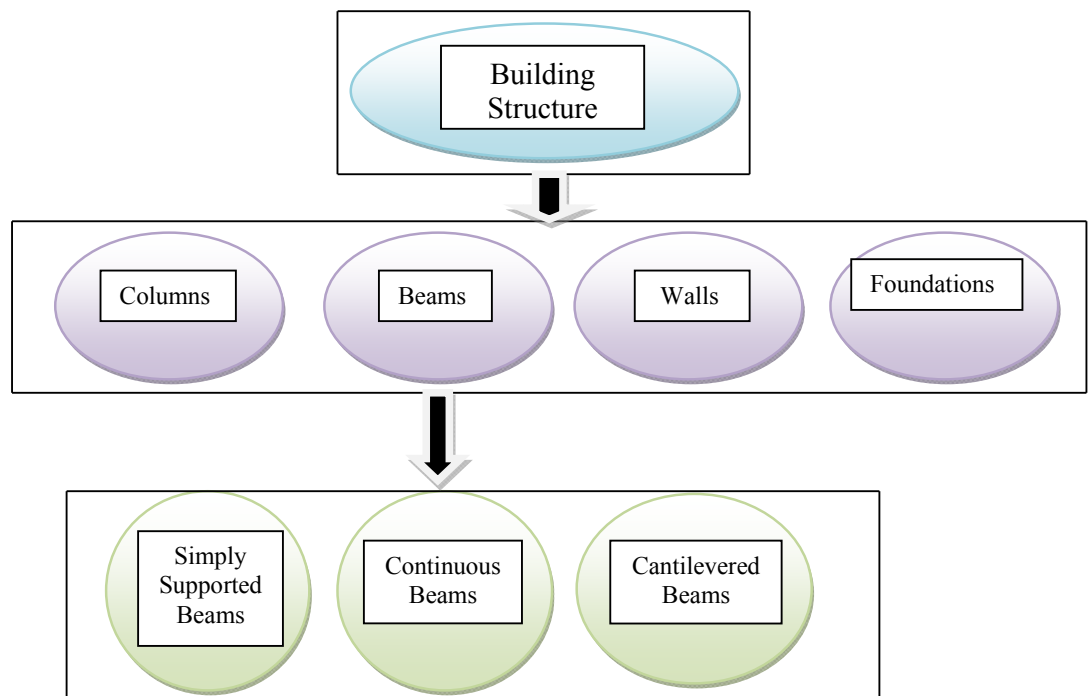 Building
Structure
Columns
Beams
Walls
Foundations
Simply
Supported
Beams
Continuous
Beams
Cantilevered
Beams